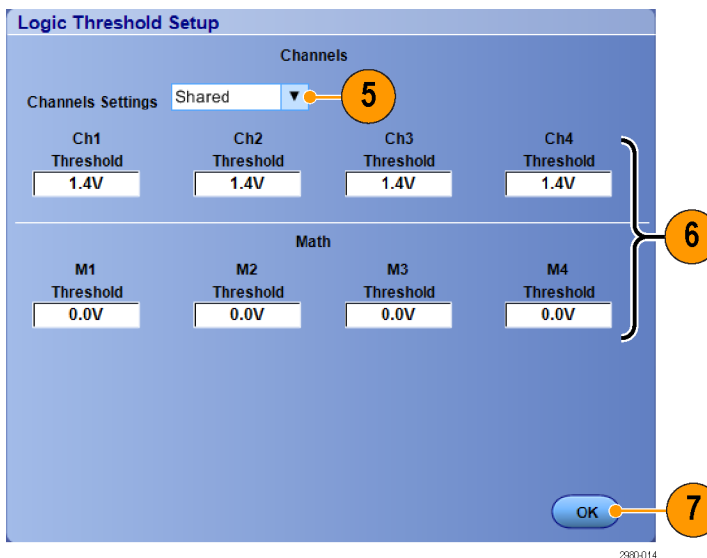 Logic Threshold Setup
Channels
Channels Settings Shared 5
Ch1 Ch2 Ch3 Ch4
Threshold Threshold Threshold Threshold
1.4V 1.4V 1.4V 1.4V
6
Math
M1 M2 M3 M4
Threshold Threshold Threshold Threshold
0.0V 0.0V 0.0V 0.0V
OK 7
2980-014